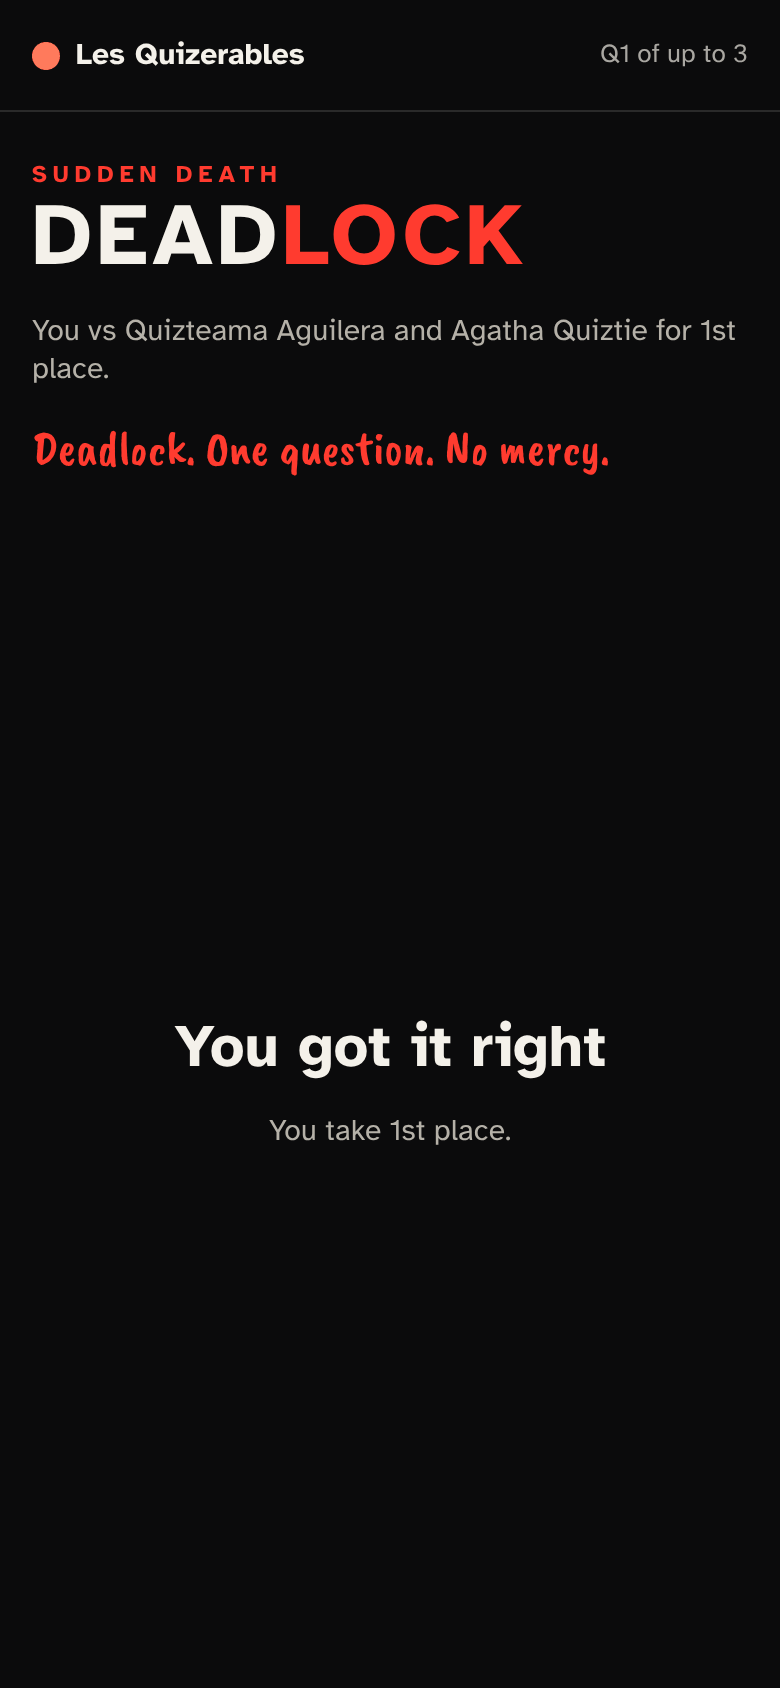 Les Quizerables
Q1 of up to 3
SUDDEN DEATH
DEADLOCK
You vs Quizteama Aguilera and Agatha Quiztie for 1st
place.
Deadlock. One question. No mercy.
You got it right
You take 1st place.